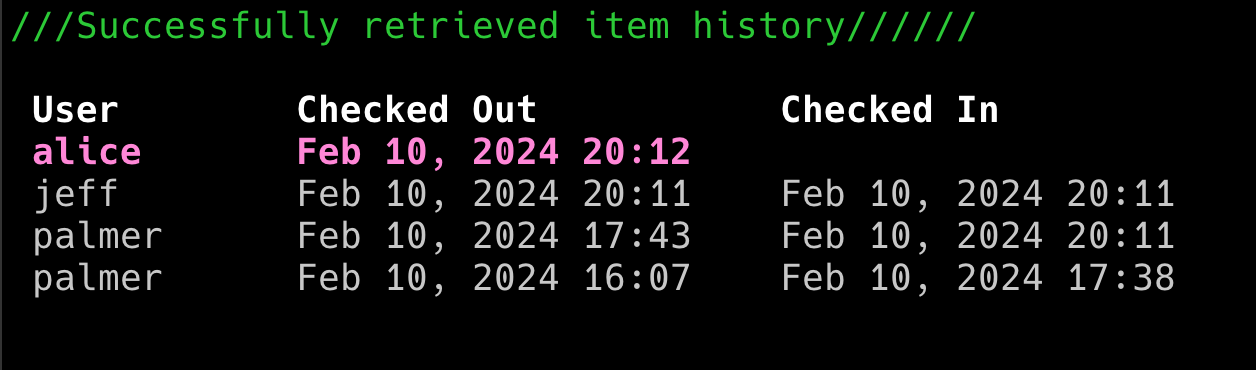 ///Successfully retrieved item history//////
User Checked Out Checked In
alice Feb 10, 2024 20:12
jeff Feb 10, 2024 20:11 Feb 10, 2024 20:11
palmer Feb 10, 2024 17:43 Feb 10, 2024 20:11
palmer Feb 10, 2024 16:07 Feb 10, 2024 17:38